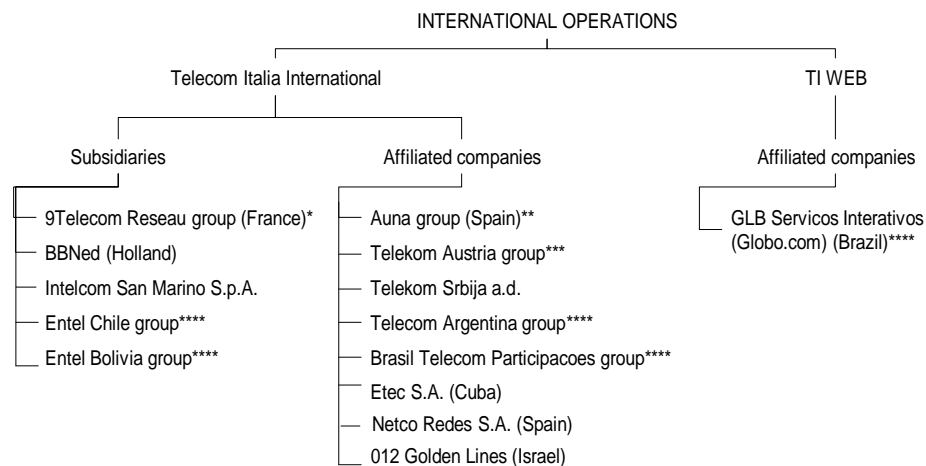 INTERNATIONAL OPERATIONS
Telecom Italia International
TI WEB
Subsidiaries
Affiliated companies
Affiliated companies
9Telecom Reseau group (France)*
BBNed (Holland)
Intelcom San Marino S.p.A.
Entel Chile group****
Entel Bolivia group****
Auna group (Spain)**
Telekom Austria group***
Telekom Srbija a.d.
Telecom Argentina group****
Brasil Telecom Participacoes group****
Etec S.A. (Cuba)
Netco Redes S.A. (Spain)
012 Golden Lines (Israel)
GLB Servicos Interativos
(Globo.com) (Brazil)****